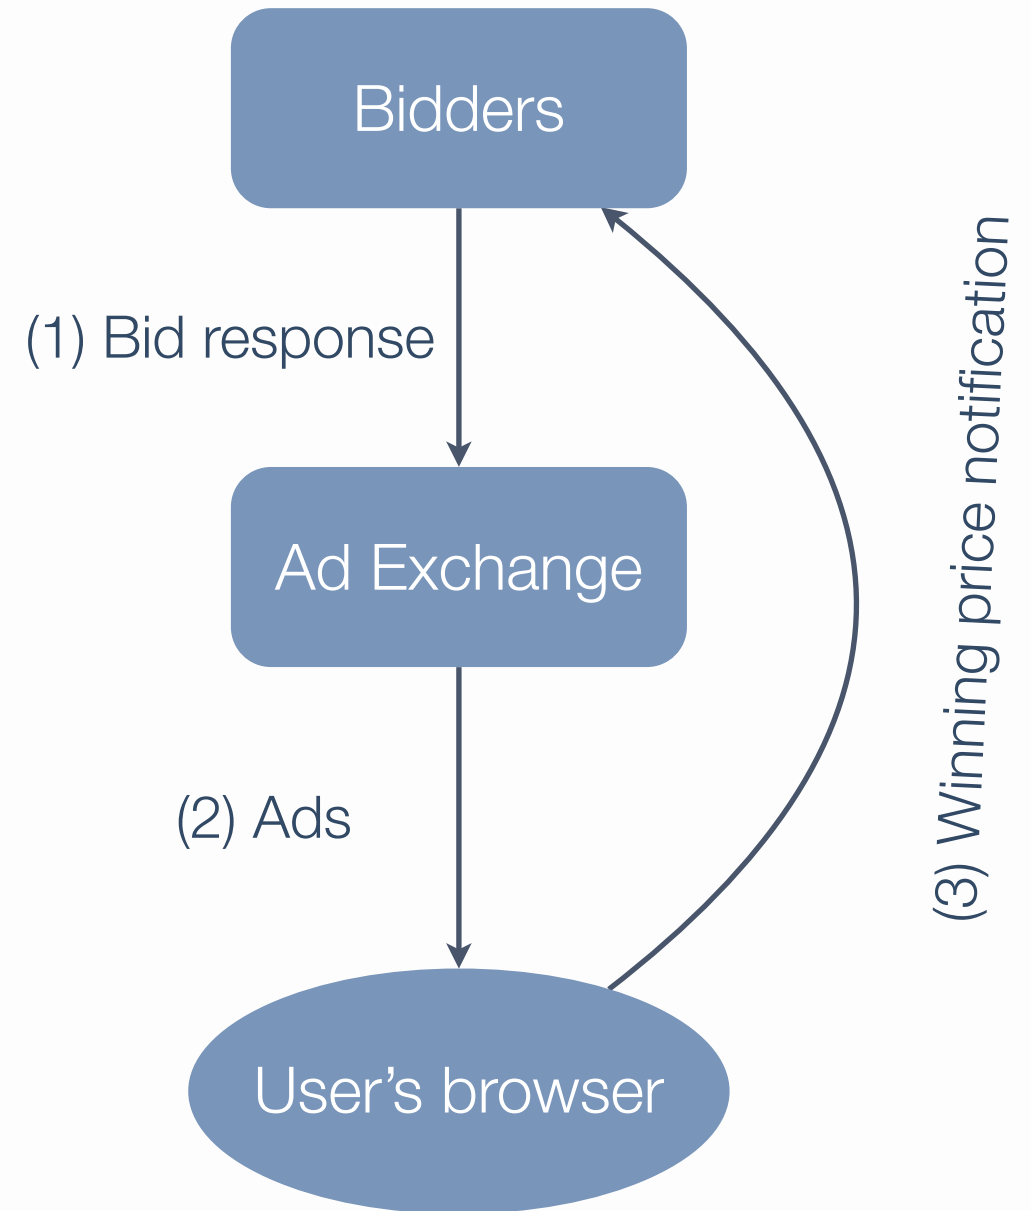 Bidders
(1) Bid response
Ad Exchange
(2) Ads
(3) Winning price notification
User’s browser